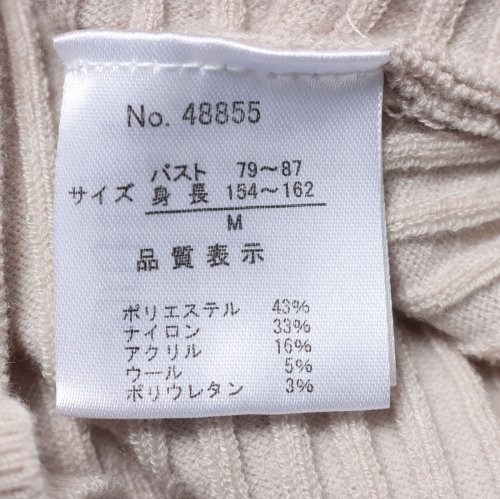 No. 48855
バスト 79〜87
サイズ 身長 154〜162
M
品質表示
ポリエステル 43%
ナイロン 33%
アクリル 16%
ウール 5%
ポリウレタン 3%